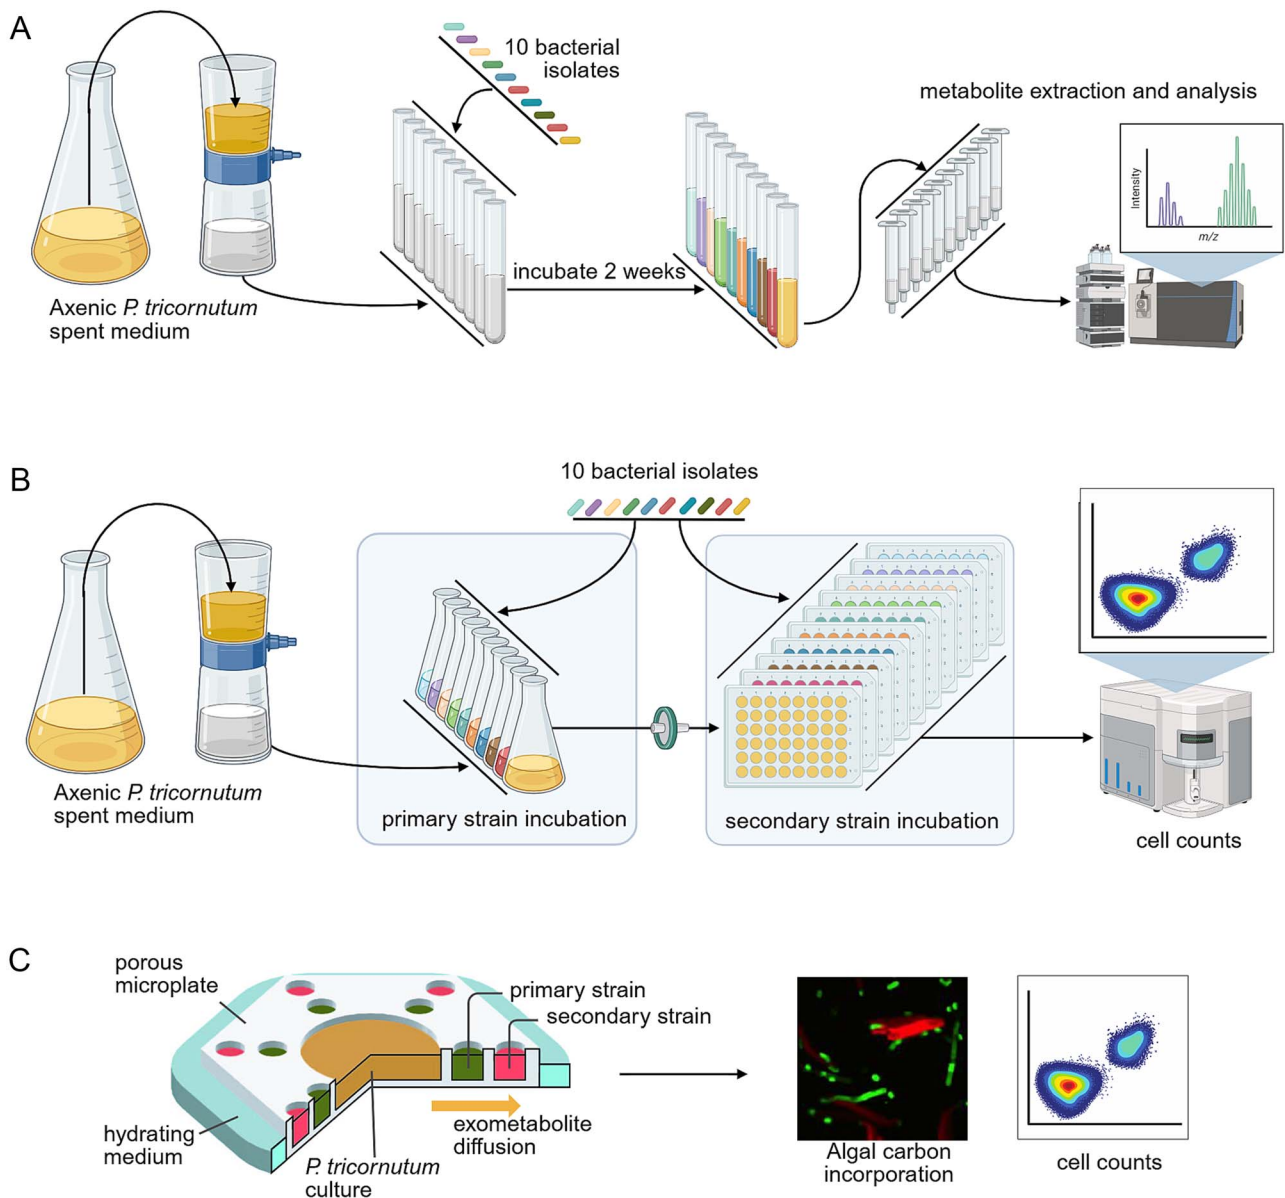 A
10 bacterial
isolates
metabolite extraction and analysis
Intensity
m/z
incubate 2 weeks
Axenic P. tricornutum
spent medium
B
10 bacterial isolates
Axenic P. tricornutum
spent medium
primary strain incubation
secondary strain incubation
cell counts
C
porous
microplate
primary strain
secondary strain
hydrating
medium
exometabolite
diffusion
P. tricornutum
culture
Algal carbon
incorporation
cell counts